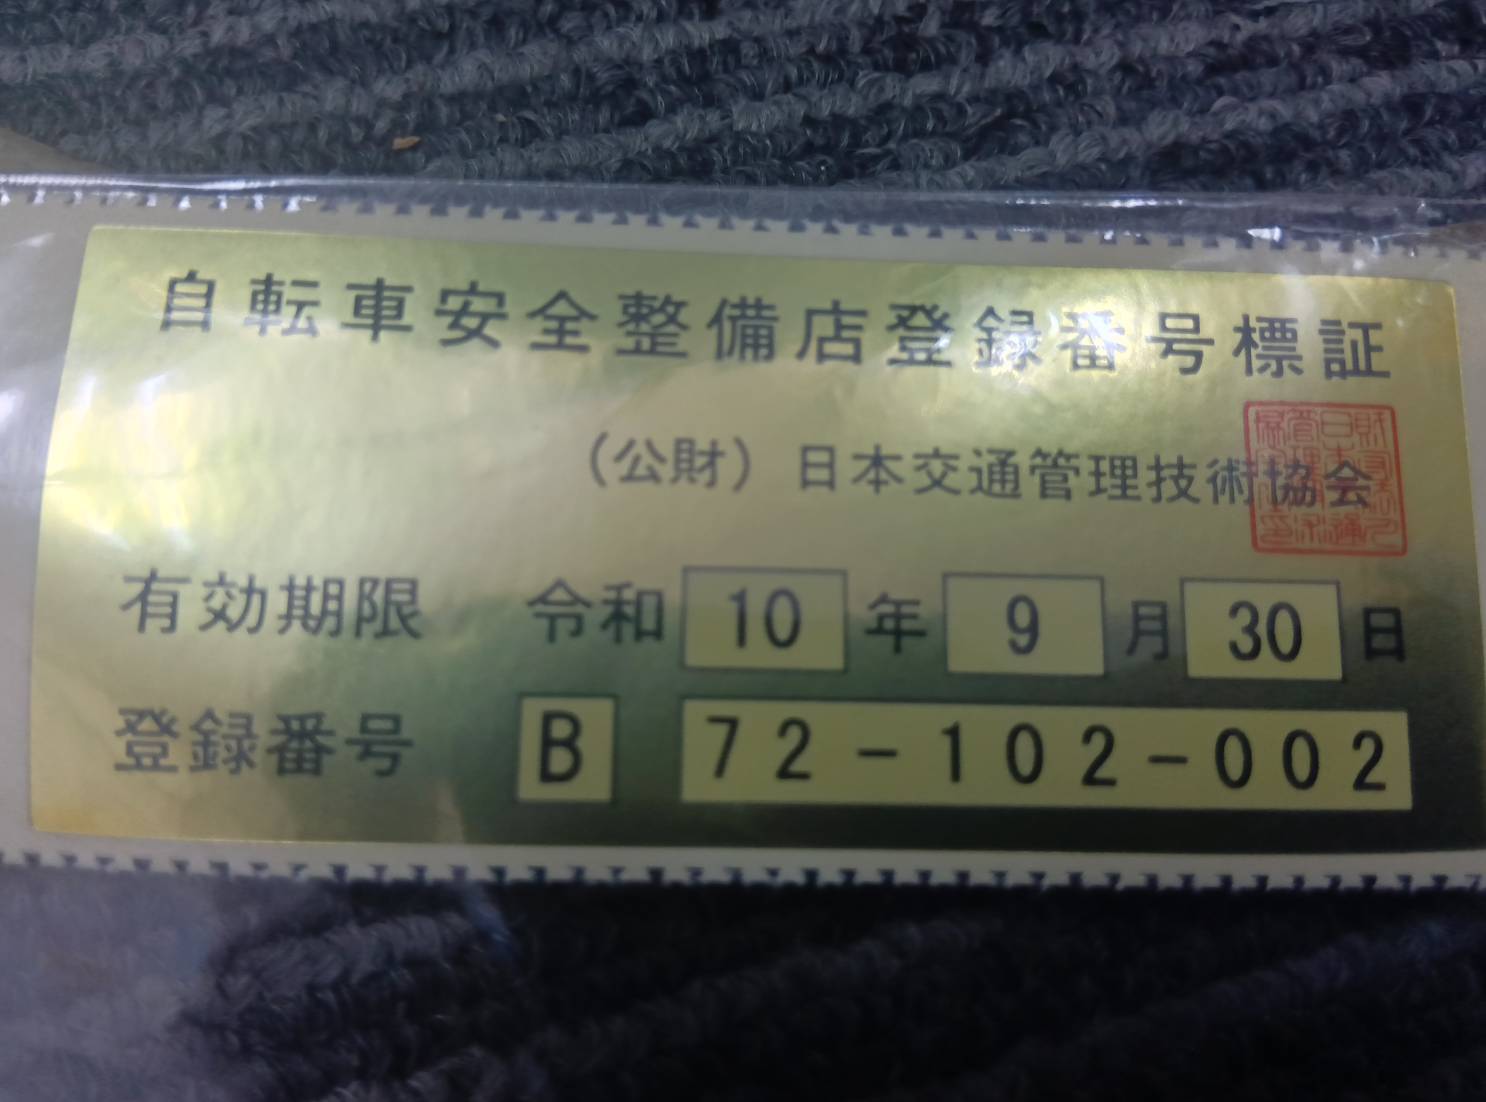 自転車安全整備店登録番号標証
（公財）日本交通管理技術協会
有効期限 令和 10 年 9 月 30 日
登録番号 B 72-102-002